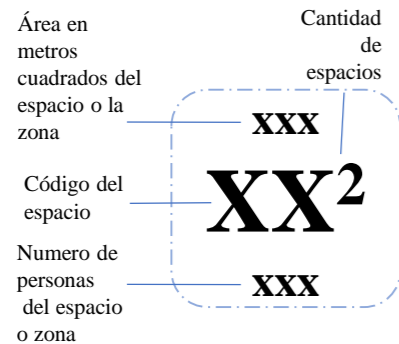 Área en
metros
cuadrados del
espacio o la
zona
Cantidad
de
espacios
xxx
Código del
espacio
XX²
Numero de
personas
del espacio
o zona
xxx